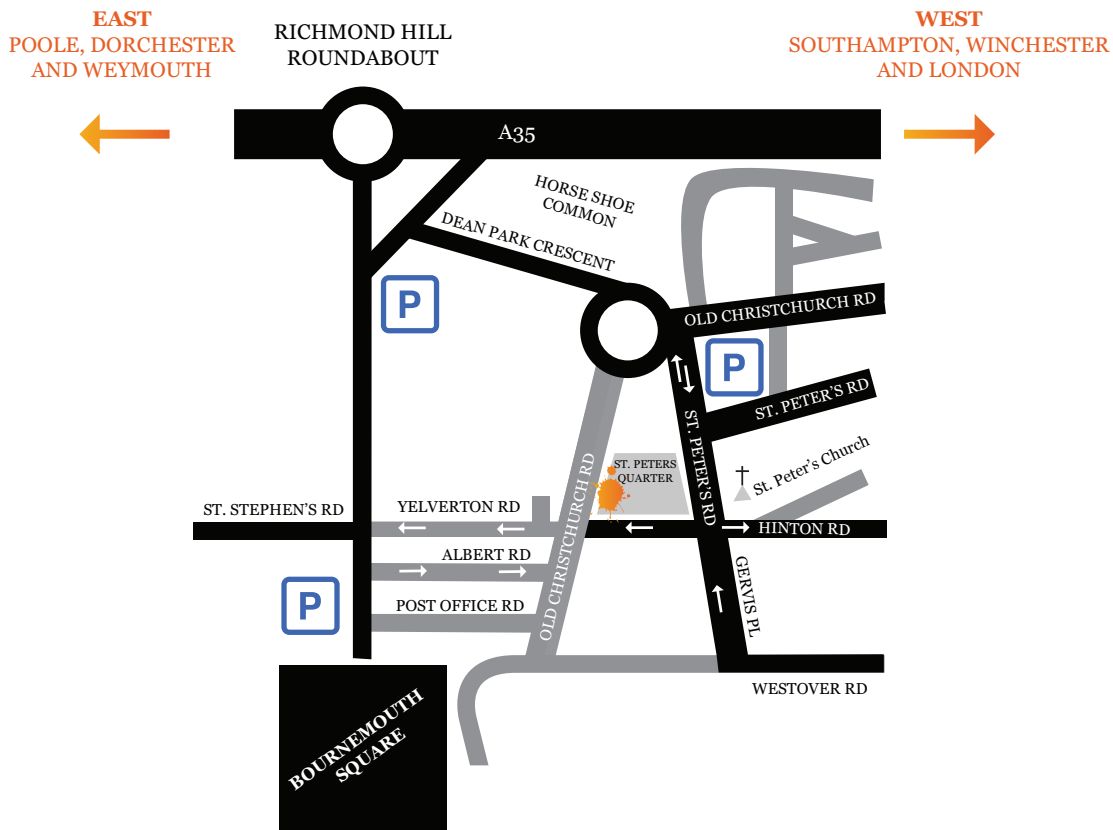 EAST
POOLE, DORCHESTER
AND WEYMOUTH
RICHMOND HILL
ROUNDABOUT
WEST
SOUTHAMPTON, WINCHESTER
AND LONDON
A35
HORSE SHOE
COMMON
DEAN PARK CRESCENT
P
OLD CHRISTCHURCH RD
P
ST. PETER'S RD
ST. PETER'S RD
ST. PETERS
QUARTER
St. Peter's Church
OLD CHRISTCHURCH RD
ST. STEPHEN'S RD
YELVERTON RD
HINTON RD
ALBERT RD
GERVIS PL
P
POST OFFICE RD
WESTOVER RD
BOURNEMOUTH
SQUARE